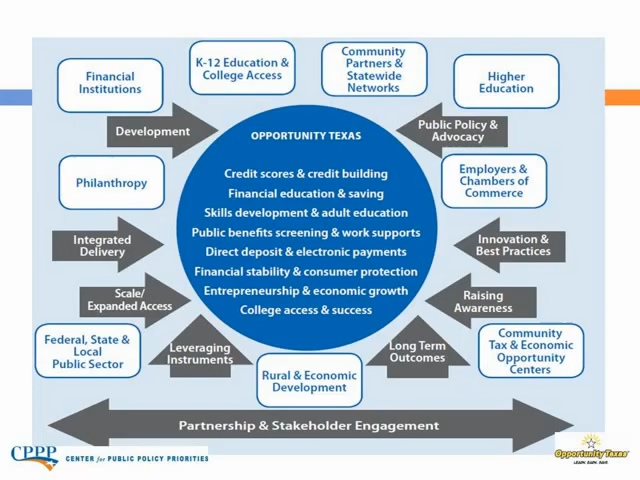 Financial
Institutions
K-12 Education &
College Access
Community
Partners &
Statewide
Networks
Higher
Education
Development
OPPORTUNITY TEXAS
Public Policy &
Advocacy
Philanthropy
Credit scores & credit building
Financial education & saving
Skills development & adult education
Public benefits screening & work supports
Direct deposit & electronic payments
Financial stability & consumer protection
Entrepreneurship & economic growth
College access & success
Employers &
Chambers of
Commerce
Integrated
Delivery
Innovation &
Best Practices
Scale/
Expanded Access
Raising
Awareness
Federal, State &
Local
Public Sector
Leveraging
Instruments
Rural & Economic
Development
Long Term
Outcomes
Community
Tax & Economic
Opportunity
Centers
Partnership & Stakeholder Engagement
CPPP CENTER for PUBLIC POLICY PRIORITIES
Opportunity Texas
LEARN. EARN. SAVE.